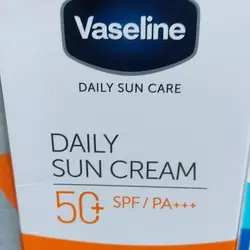 Vaseline
DAILY SUN CARE
DAILY
SUN CREAM
50+ SPF/PA+++